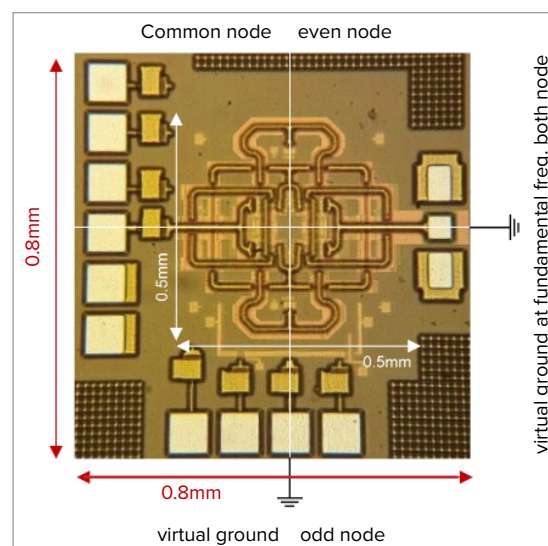 Common node even node
0.8mm
0.5mm
0.5mm
0.8mm
virtual ground odd node
virtual ground at fundamental freq. both node